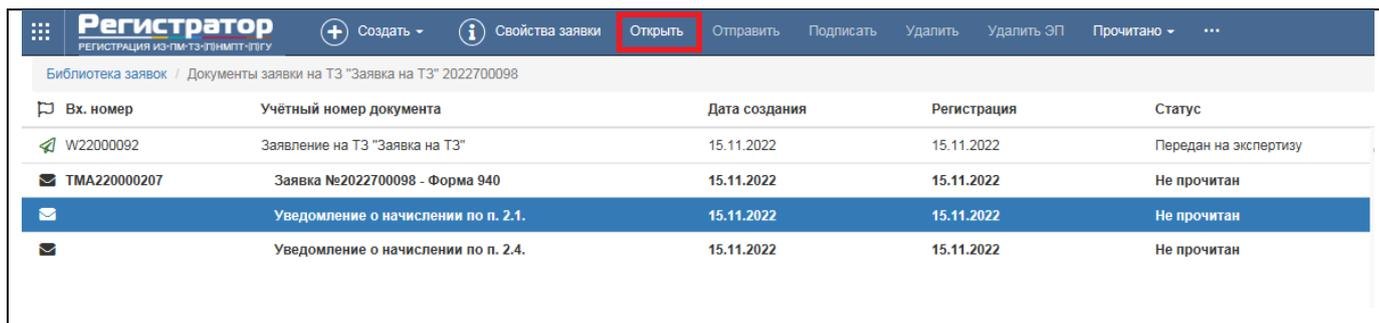 Регистратор
РЕГИСТРАЦИЯ ИЗ-ПМ-ТЗ-(П)НМПТ-(П)ГУ
Создать Свойства заявки Открыть Отправить Подписать Удалить Удалить ЭП Прочитано ...
Библиотека заявок / Документы заявки на ТЗ "Заявка на ТЗ" 2022700098
Вх. номер Учётный номер документа Дата создания Регистрация Статус
W22000092 Заявление на ТЗ "Заявка на ТЗ" 15.11.2022 15.11.2022 Передан на экспертизу
TMA220000207 Заявка №2022700098 - Форма 940 15.11.2022 15.11.2022 Не прочитан
Уведомление о начислении по п. 2.1. 15.11.2022 15.11.2022 Не прочитан
Уведомление о начислении по п. 2.4. 15.11.2022 15.11.2022 Не прочитан